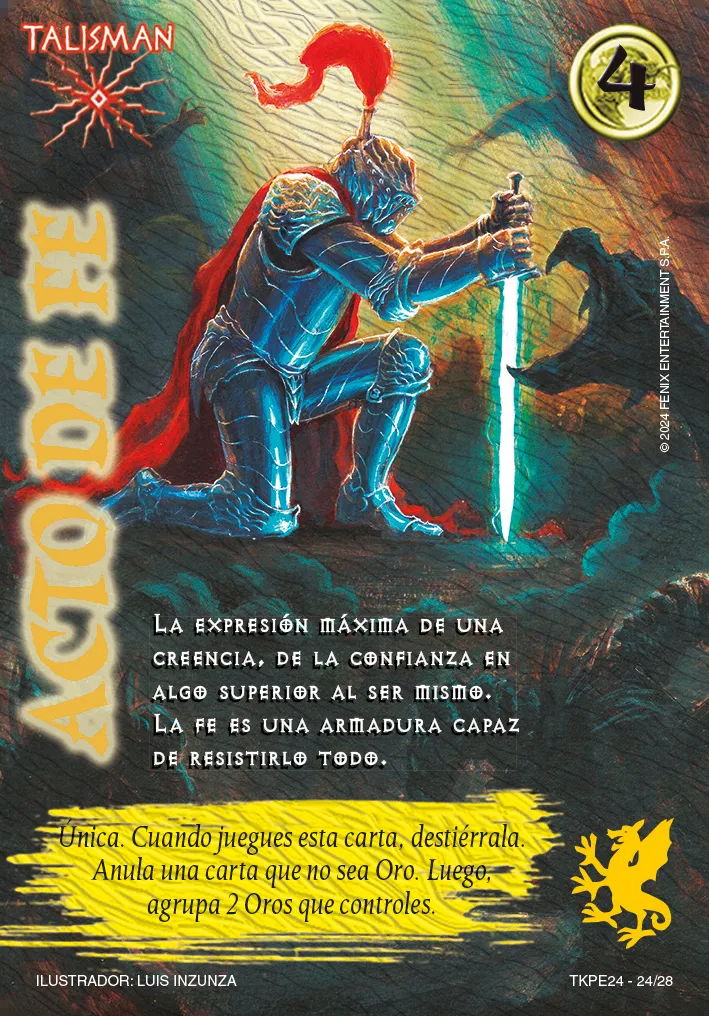 TALISMAN
4
ACTO DE FE
© 2024 FENIX ENTERTAINMENT S.P.A.
La expresión máxima de una
creencia, de la confianza en
algo superior al ser mismo.
La fe es una armadura capaz
de resistirlo todo.
Única. Cuando juegues esta carta, destiérrala.
Anula una carta que no sea Oro. Luego,
agrupa 2 Oros que controles.
ILUSTRADOR: LUIS INZUNZA
TKPE24 - 24/28